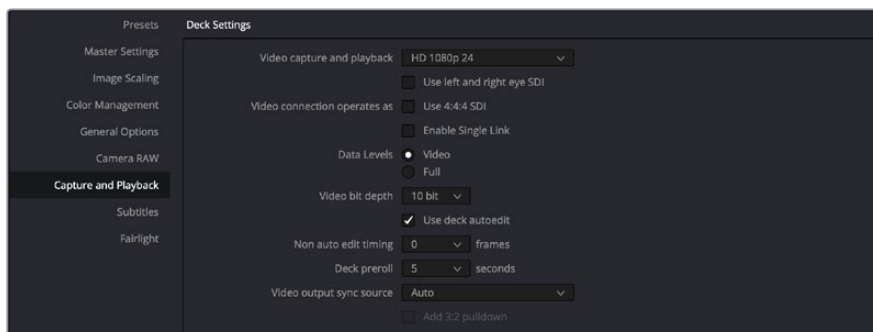 Presets
Master Settings
Image Scaling
Color Management
General Options
Camera RAW
Capture and Playback
Subtitles
Fairlight
Deck Settings
Video capture and playback HD 1080p 24
Use left and right eye SDI
Video connection operates as Use 4:4:4 SDI
Enable Single Link
Data Levels Video
Full
Video bit depth 10 bit
Use deck autoedit
Non auto edit timing 0 frames
Deck preroll 5 seconds
Video output sync source Auto
Add 3:2 pulldown